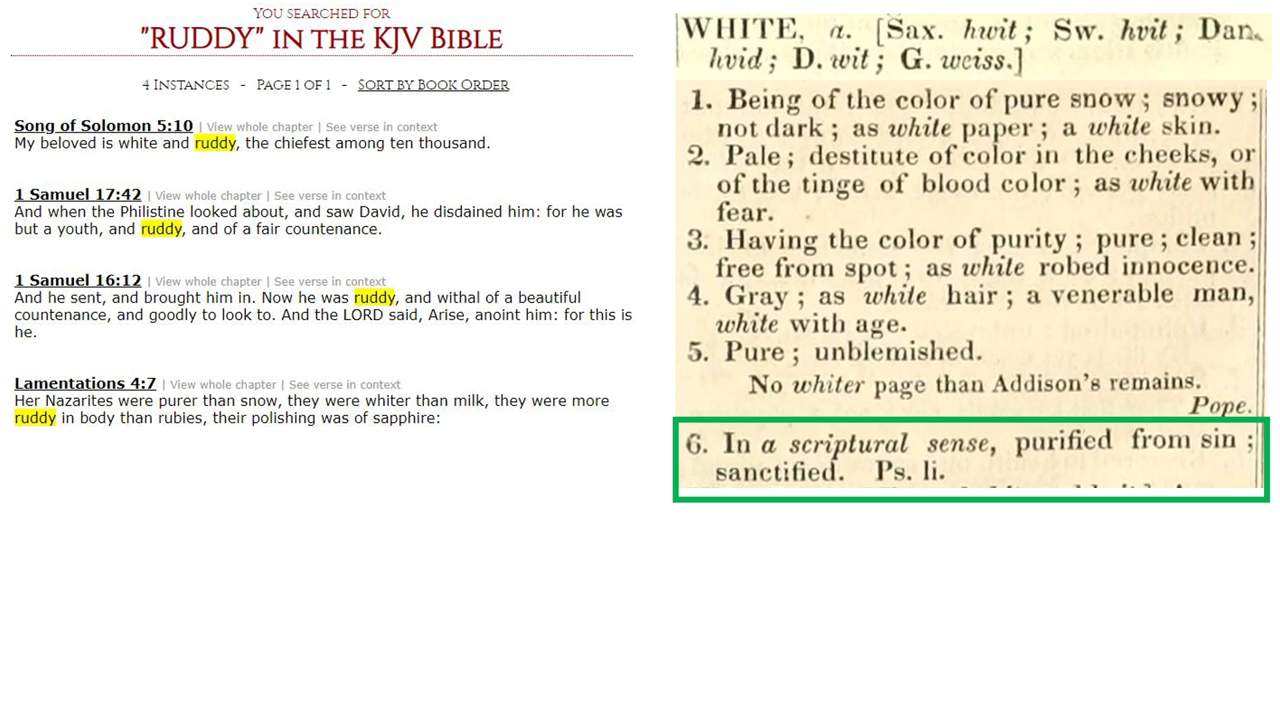 YOU SEARCHED FOR
"RUDDY" IN THE KJV BIBLE
4 INSTANCES - PAGE 1 OF 1 - SORT BY BOOK ORDER
Song of Solomon 5:10 | View whole chapter | See verse in context
My beloved is white and ruddy, the chiefest among ten thousand.
1 Samuel 17:42 | View whole chapter | See verse in context
And when the Philistine looked about, and saw David, he disdained him: for he was
but a youth, and ruddy, and of a fair countenance.
1 Samuel 16:12 | View whole chapter | See verse in context
And he sent, and brought him in. Now he was ruddy, and withal of a beautiful
countenance, and goodly to look to. And the LORD said, Arise, anoint him: for this is
he.
Lamentations 4:7 | View whole chapter | See verse in context
Her Nazarites were purer than snow, they were whiter than milk, they were more
ruddy in body than rubies, their polishing was of sapphire:
WHITE, a. [Sax. hwit; Sw. hvit; Dan.
hvid; D. wit; G. weiss.]
1. Being of the color of pure snow; snowy;
not dark; as white paper; a white skin.
2. Pale; destitute of color in the cheeks, or
of the tinge of blood color; as white with
fear.
3. Having the color of purity; pure; clean;
free from spot; as white robed innocence.
4. Gray; as white hair; a venerable man,
white with age.
5. Pure; unblemished.
No whiter page than Addison's remains.
Pope.
6. In a scriptural sense, purified from sin;
sanctified. Ps. li.